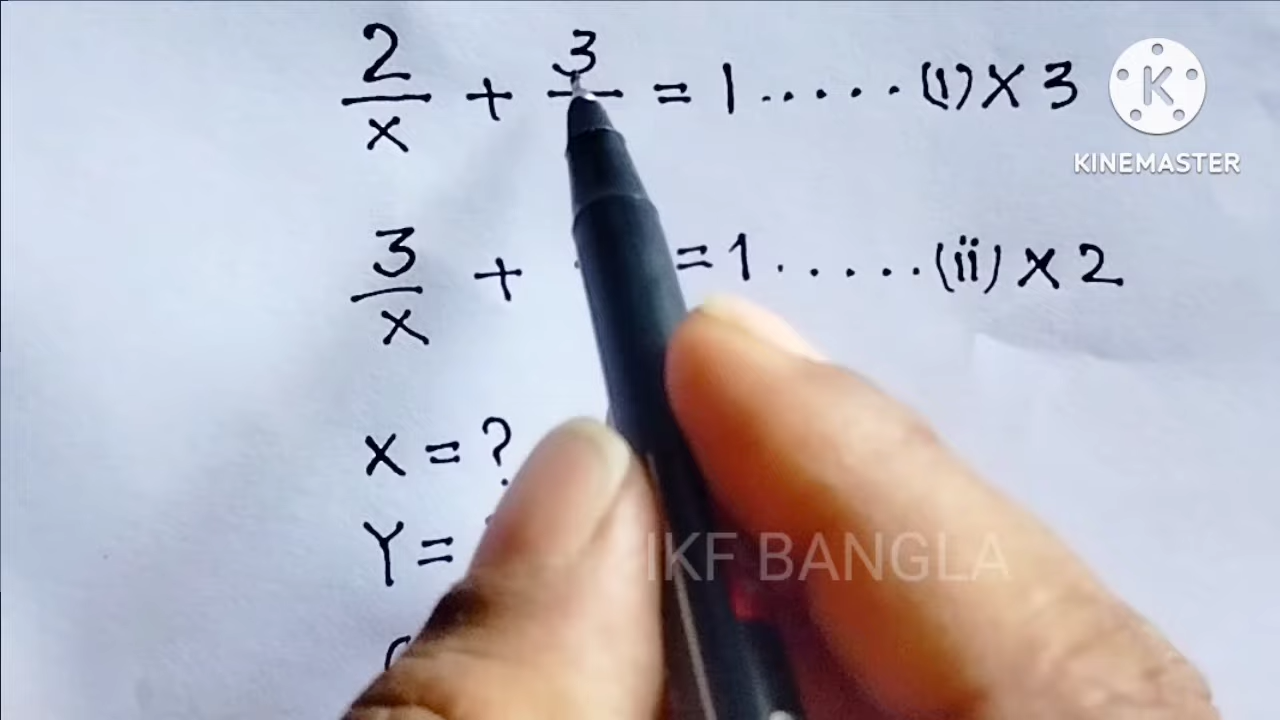 2/x + 3/ = 1 ..... (i) X 3
K
KINEMASTER
3/x + = 1 ...... (ii) X 2
X = ?
Y =
IKF BANGLA